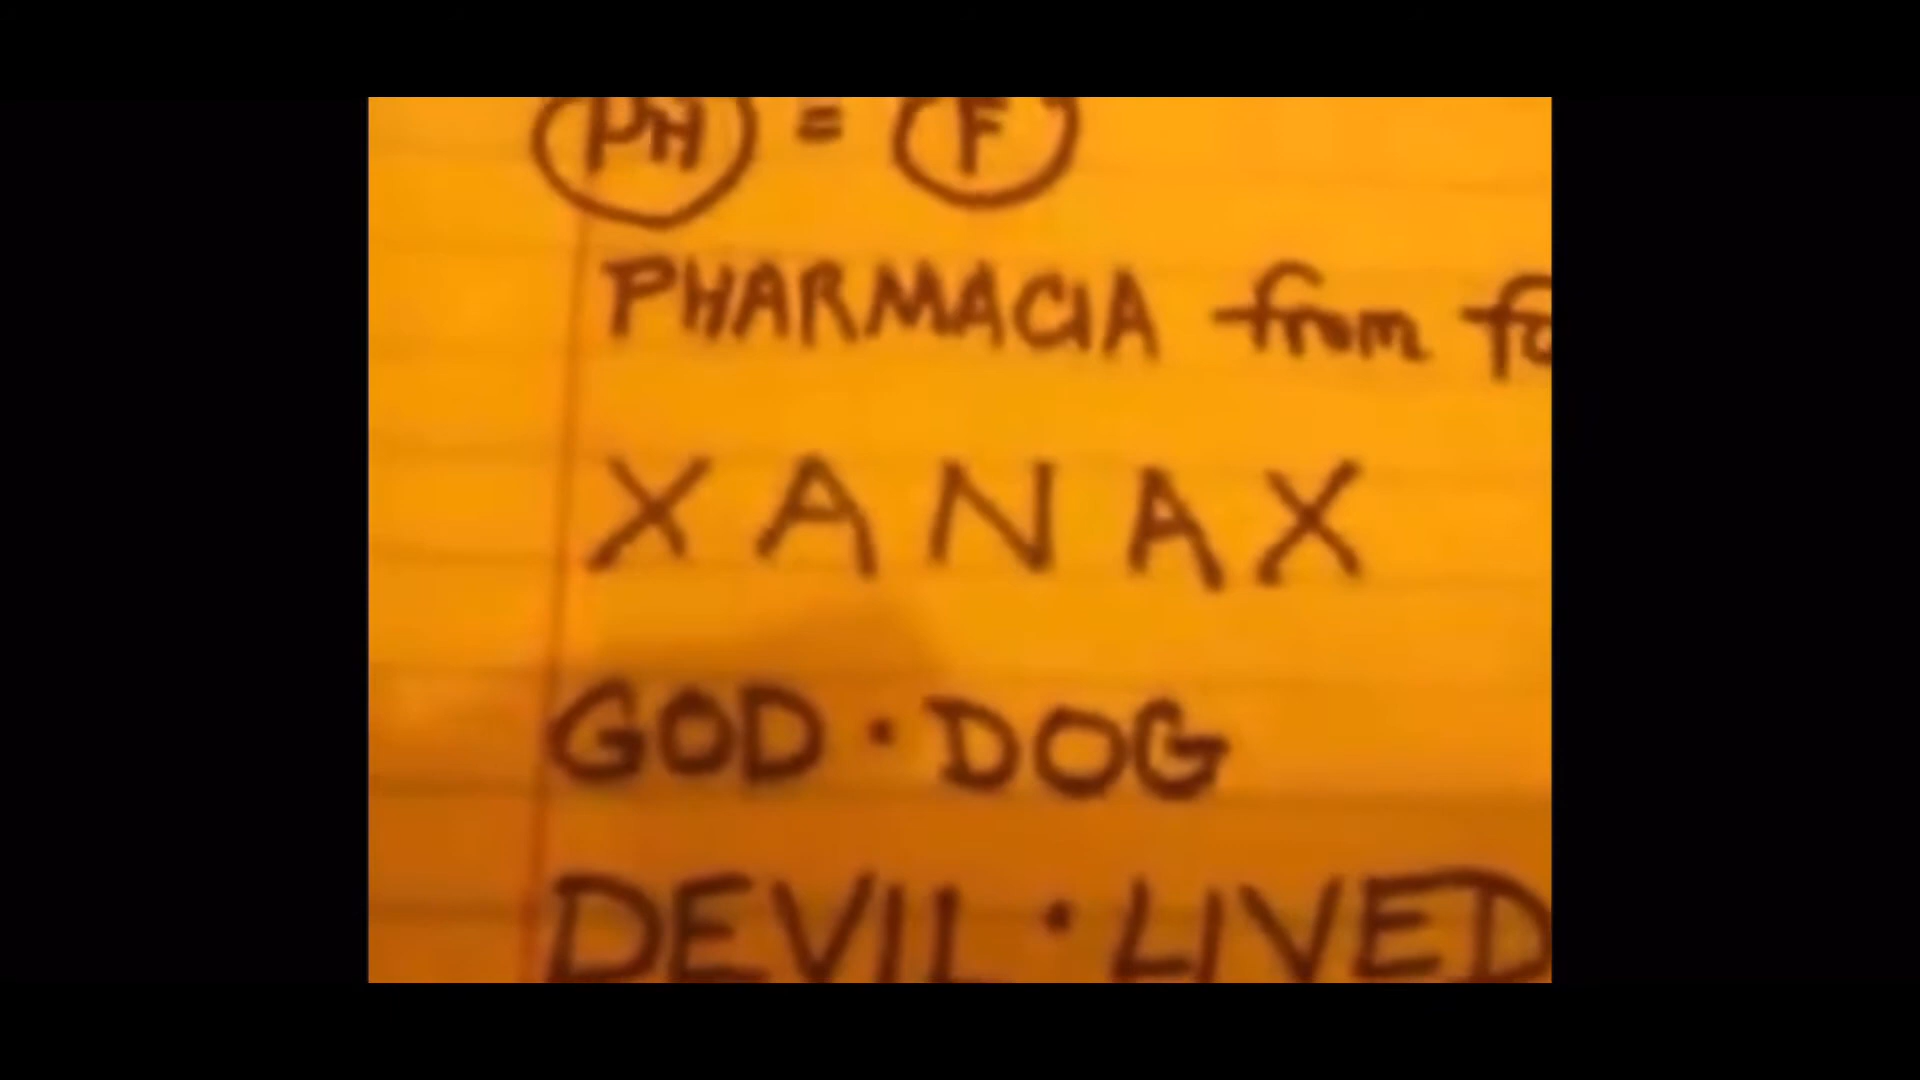 PH = F
PHARMACIA from
XANAX
GOD · DOG
DEVIL · LIVED